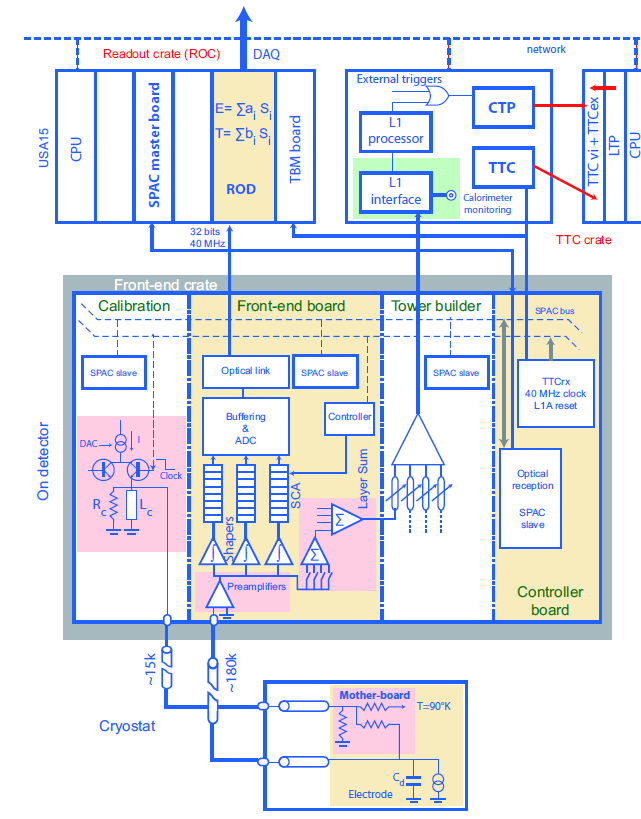 Readout crate (ROC)
DAQ
network
USA15
CPU
SPAC master board
E= ∑a_i S_i
T= ∑b_i S_i
ROD
TBM board
External triggers
L1
processor
CTP
TTC
L1
interface
Calorimeter
monitoring
TTC vi + TTCex
LTP
CPU
TTC crate
32 bits
40 MHz
Front-end crate
Calibration
Front-end board
Tower builder
SPAC bus
SPAC slave
Optical link
SPAC slave
SPAC slave
TTCrx
40 MHz clock
L1A reset
Buffering
&
ADC
Controller
On detector
DAC
I
Clock
R_c
L_c
SCA
Layer Sum
Shapers
∫
∫
∫
Σ
Σ
Optical
reception
SPAC
slave
Preamplifiers
Controller
board
~15k
~180k
Cryostat
Mother-board
T=90°K
C_d
Electrode